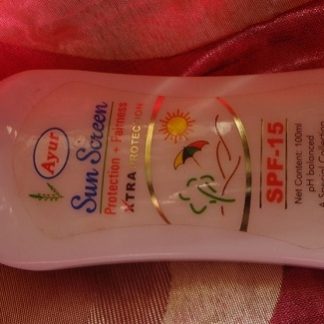 Ayur
Sun Screen
Protection + Fairness
XTRA PROTECTION
SPF-15
Net Content: 100ml
pH balanced